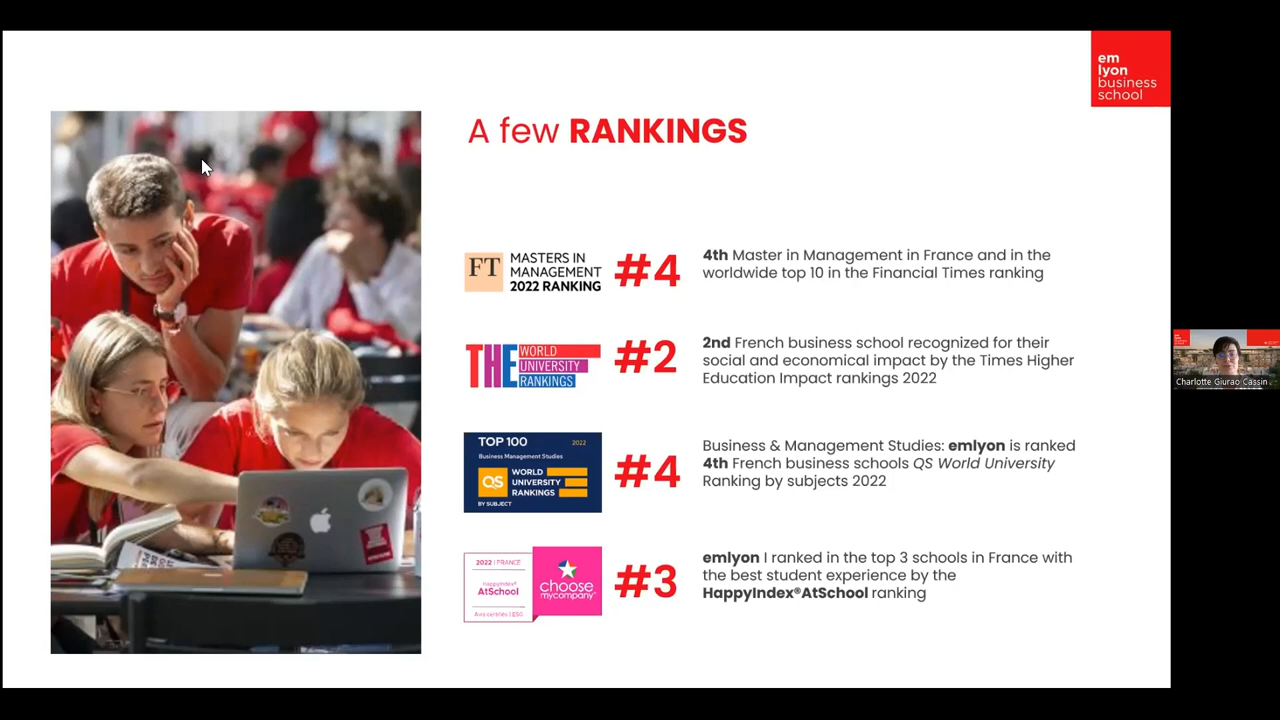 em
lyon
business
school
A few RANKINGS
FT
MASTERS IN
MANAGEMENT
2022 RANKING
#4
4th Master in Management in France and in the
worldwide top 10 in the Financial Times ranking
THE
WORLD
UNIVERSITY
RANKINGS
#2
2nd French business school recognized for their
social and economical impact by the Times Higher
Education Impact rankings 2022
TOP 100
2022
Business Management Studies
QS
WORLD
UNIVERSITY
RANKINGS
BY SUBJECT
#4
Business & Management Studies: emlyon is ranked
4th French business schools QS World University
Ranking by subjects 2022
2022 | FRANCE
happyIndex®
AtSchool
Avis certifiés | ESG
choose
mycompany®
#3
emlyon I ranked in the top 3 schools in France with
the best student experience by the
HappyIndex®AtSchool ranking
Charlotte Giurao Cassin